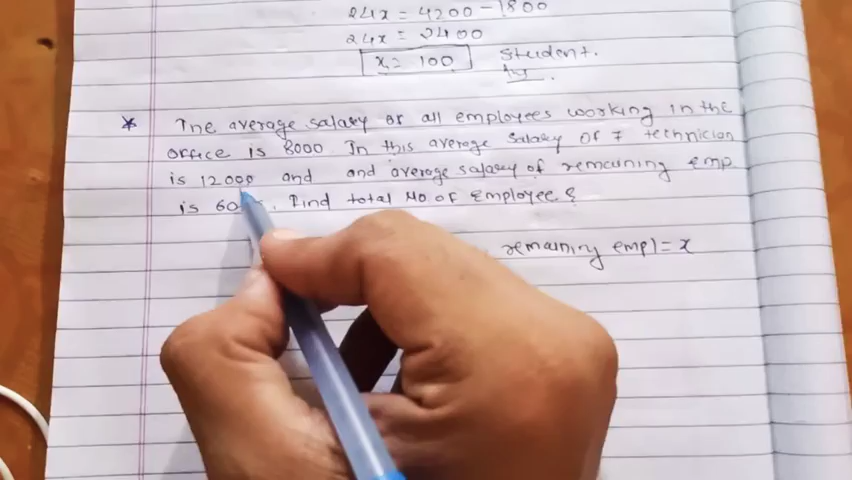 24x = 4200 - 1800
24x = 2400
x = 100 student.
* The average salary of all employees working in the
office is 8000 In this average salary of 7 technician
is 12000 and and average salary of remaining emp
is Find total No of Employee?
remaining empl = x